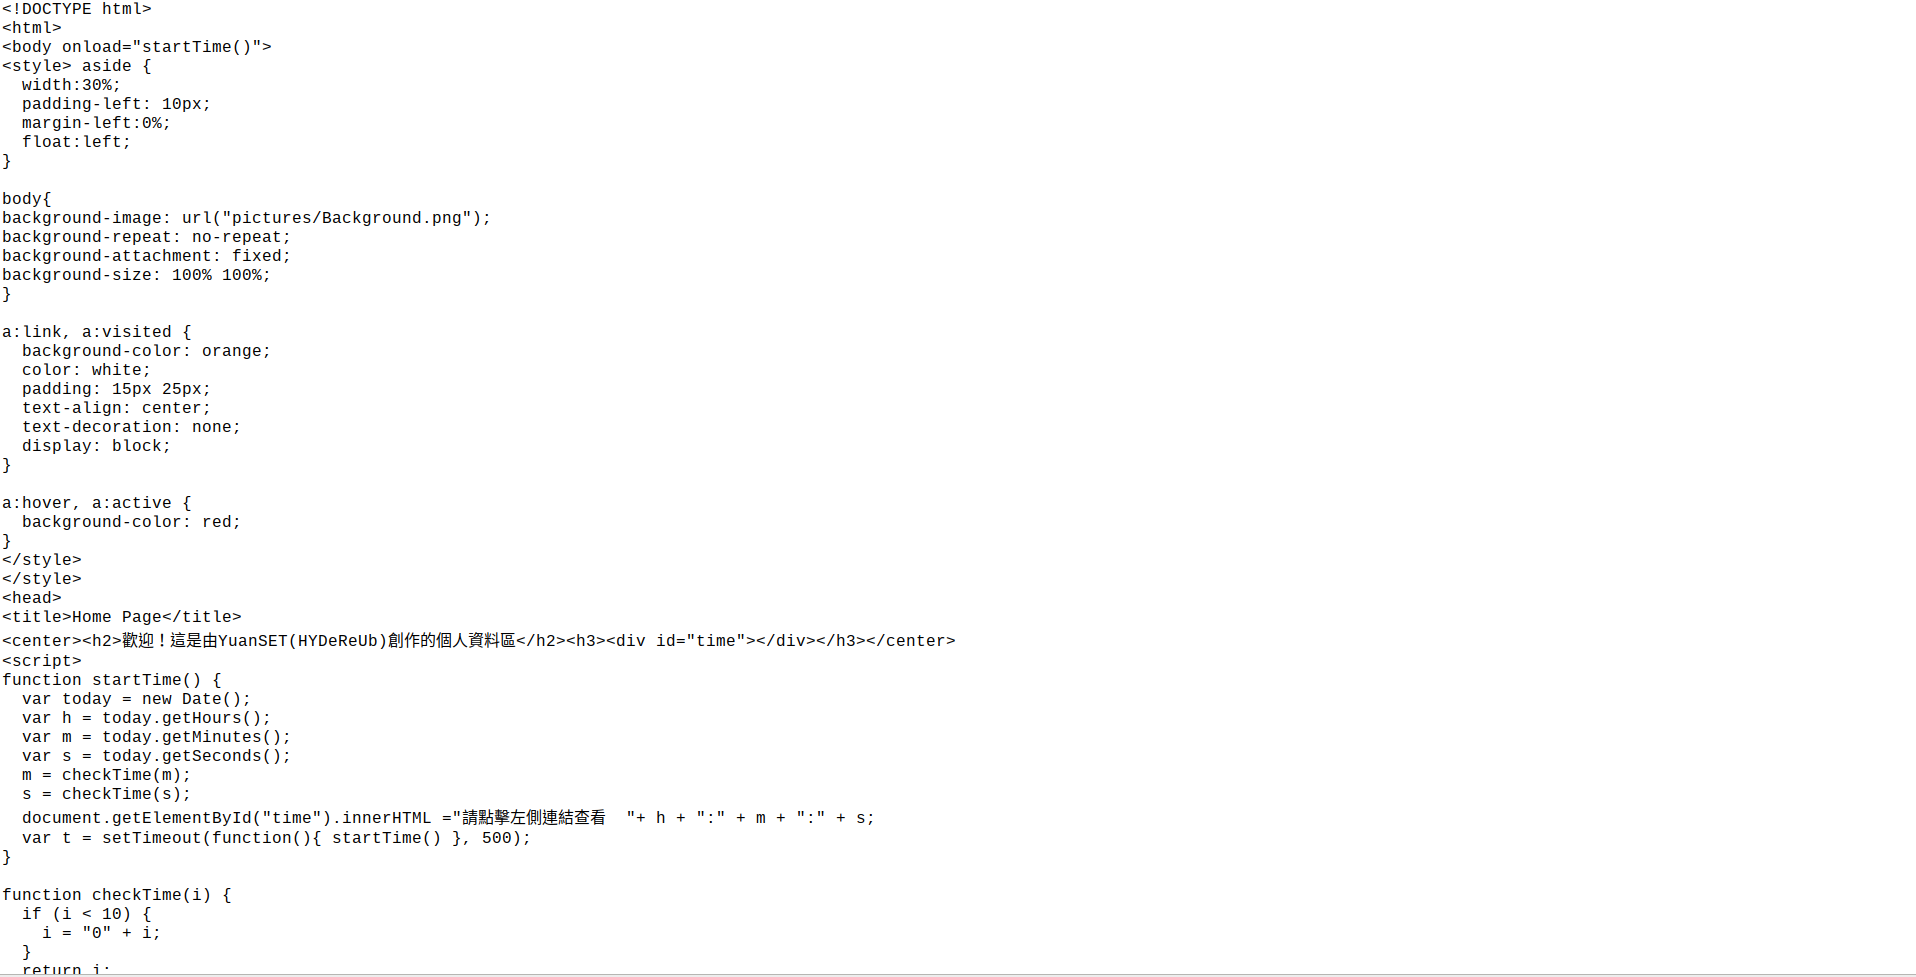 <!DOCTYPE html>
<html>
<body onload="startTime()">
<style> aside {
  width:30%;
  padding-left: 10px;
  margin-left:0%;
  float:left;
}

body{
background-image: url("pictures/Background.png");
background-repeat: no-repeat;
background-attachment: fixed;
background-size: 100% 100%;
}

a:link, a:visited {
  background-color: orange;
  color: white;
  padding: 15px 25px;
  text-align: center;
  text-decoration: none;
  display: block;
}

a:hover, a:active {
  background-color: red;
}
</style>
</style>
<head>
<title>Home Page</title>
<center><h2>歡迎！這是由YuanSET(HYDeReUb)創作的個人資料區</h2><h3><div id="time"></div></h3></center>
<script>
function startTime() {
  var today = new Date();
  var h = today.getHours();
  var m = today.getMinutes();
  var s = today.getSeconds();
  m = checkTime(m);
  s = checkTime(s);
  document.getElementById("time").innerHTML ="請點擊左側連結查看  "+ h + ":" + m + ":" + s;
  var t = setTimeout(function(){ startTime() }, 500);
}

function checkTime(i) {
  if (i < 10) {
    i = "0" + i;
  }
  return i;